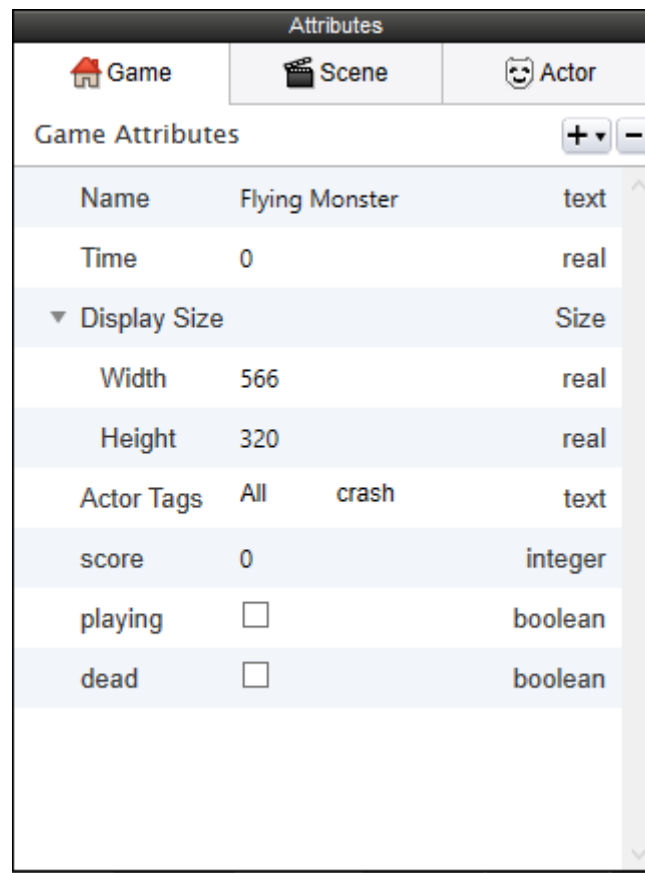 Attributes
Game Scene Actor
Game Attributes
Name Flying Monster text
Time 0 real
Display Size Size
Width 566 real
Height 320 real
Actor Tags All crash text
score 0 integer
playing boolean
dead boolean